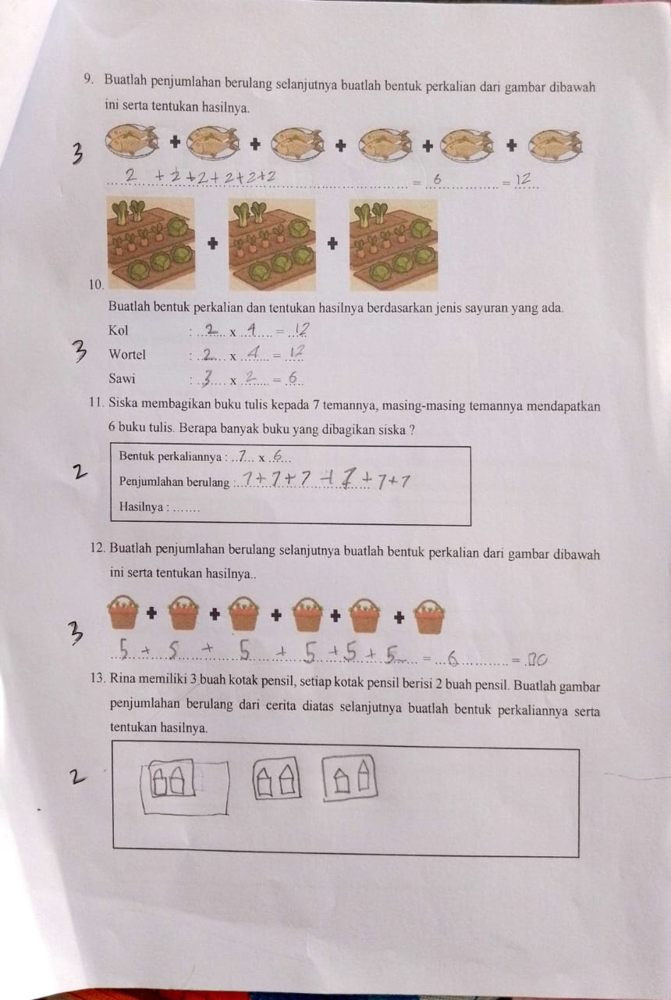 9. Buatlah penjumlahan berulang selanjutnya buatlah bentuk perkalian dari gambar dibawah
ini serta tentukan hasilnya.
+ + + + +
3
2 + 2 + 2 + 2 + 2 + 2 = 6 = 12
+ +
10.
Buatlah bentuk perkalian dan tentukan hasilnya berdasarkan jenis sayuran yang ada.
Kol : 2 x 4 = 12
3 Wortel : 2 x 4 = 12
Sawi : 3 x 2 = 6
11. Siska membagikan buku tulis kepada 7 temannya, masing-masing temannya mendapatkan
6 buku tulis. Berapa banyak buku yang dibagikan siska ?
Bentuk perkaliannya : 7 x 6
2 Penjumlahan berulang : 7 + 7 + 7 + 7 + 7 + 7
Hasilnya : .......
12. Buatlah penjumlahan berulang selanjutnya buatlah bentuk perkalian dari gambar dibawah
ini serta tentukan hasilnya..
+ + + + +
3
5 + 5 + 5 + 5 + 5 + 5 = 6 = 30
13. Rina memiliki 3 buah kotak pensil, setiap kotak pensil berisi 2 buah pensil. Buatlah gambar
penjumlahan berulang dari cerita diatas selanjutnya buatlah bentuk perkaliannya serta
tentukan hasilnya.
2